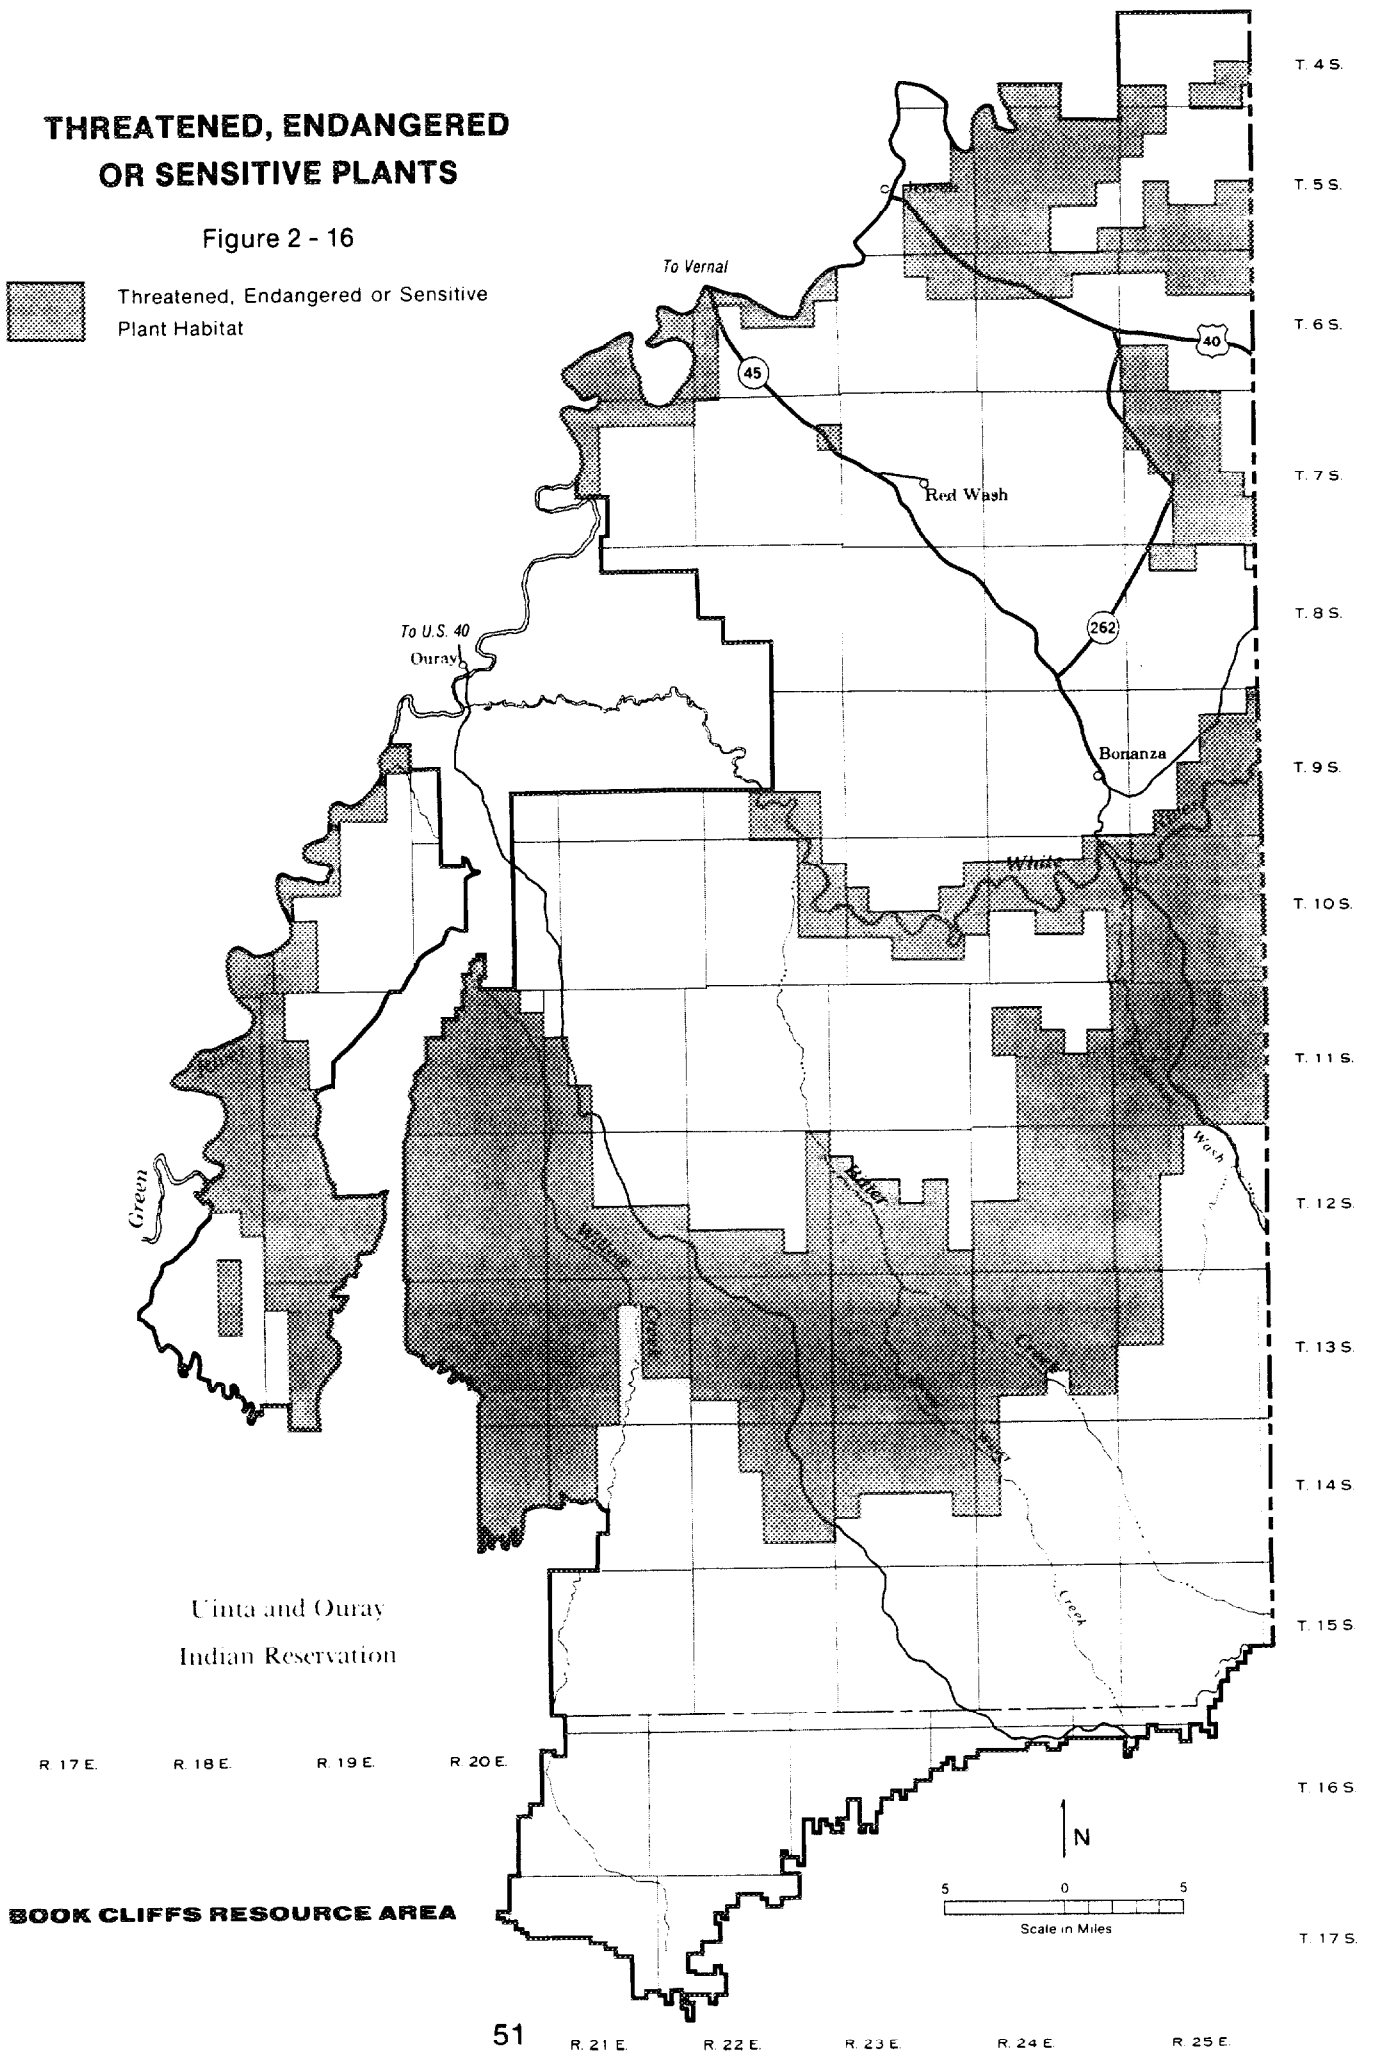 THREATENED, ENDANGERED
OR SENSITIVE PLANTS
Figure 2 - 16
Threatened, Endangered or Sensitive
Plant Habitat
T. 4 S.
T. 5 S.
To Vernal
T. 6 S.
40
45
T. 7 S.
Red Wash
T. 8 S.
262
To U.S. 40
Ouray
Bonanza
T. 9 S.
White
River
T. 10 S.
River
T. 11 S.
Wash
Green
Bitter
T. 12 S.
Willow
Creek
Creek
T. 13 S.
T. 14 S.
Uinta and Ouray
Indian Reservation
Creek
T. 15 S.
R. 17 E.
R. 18 E.
R. 19 E.
R. 20 E.
T. 16 S.
N
5
0
5
Scale in Miles
BOOK CLIFFS RESOURCE AREA
T. 17 S.
51
R. 21 E.
R. 22 E.
R. 23 E.
R. 24 E.
R. 25 E.